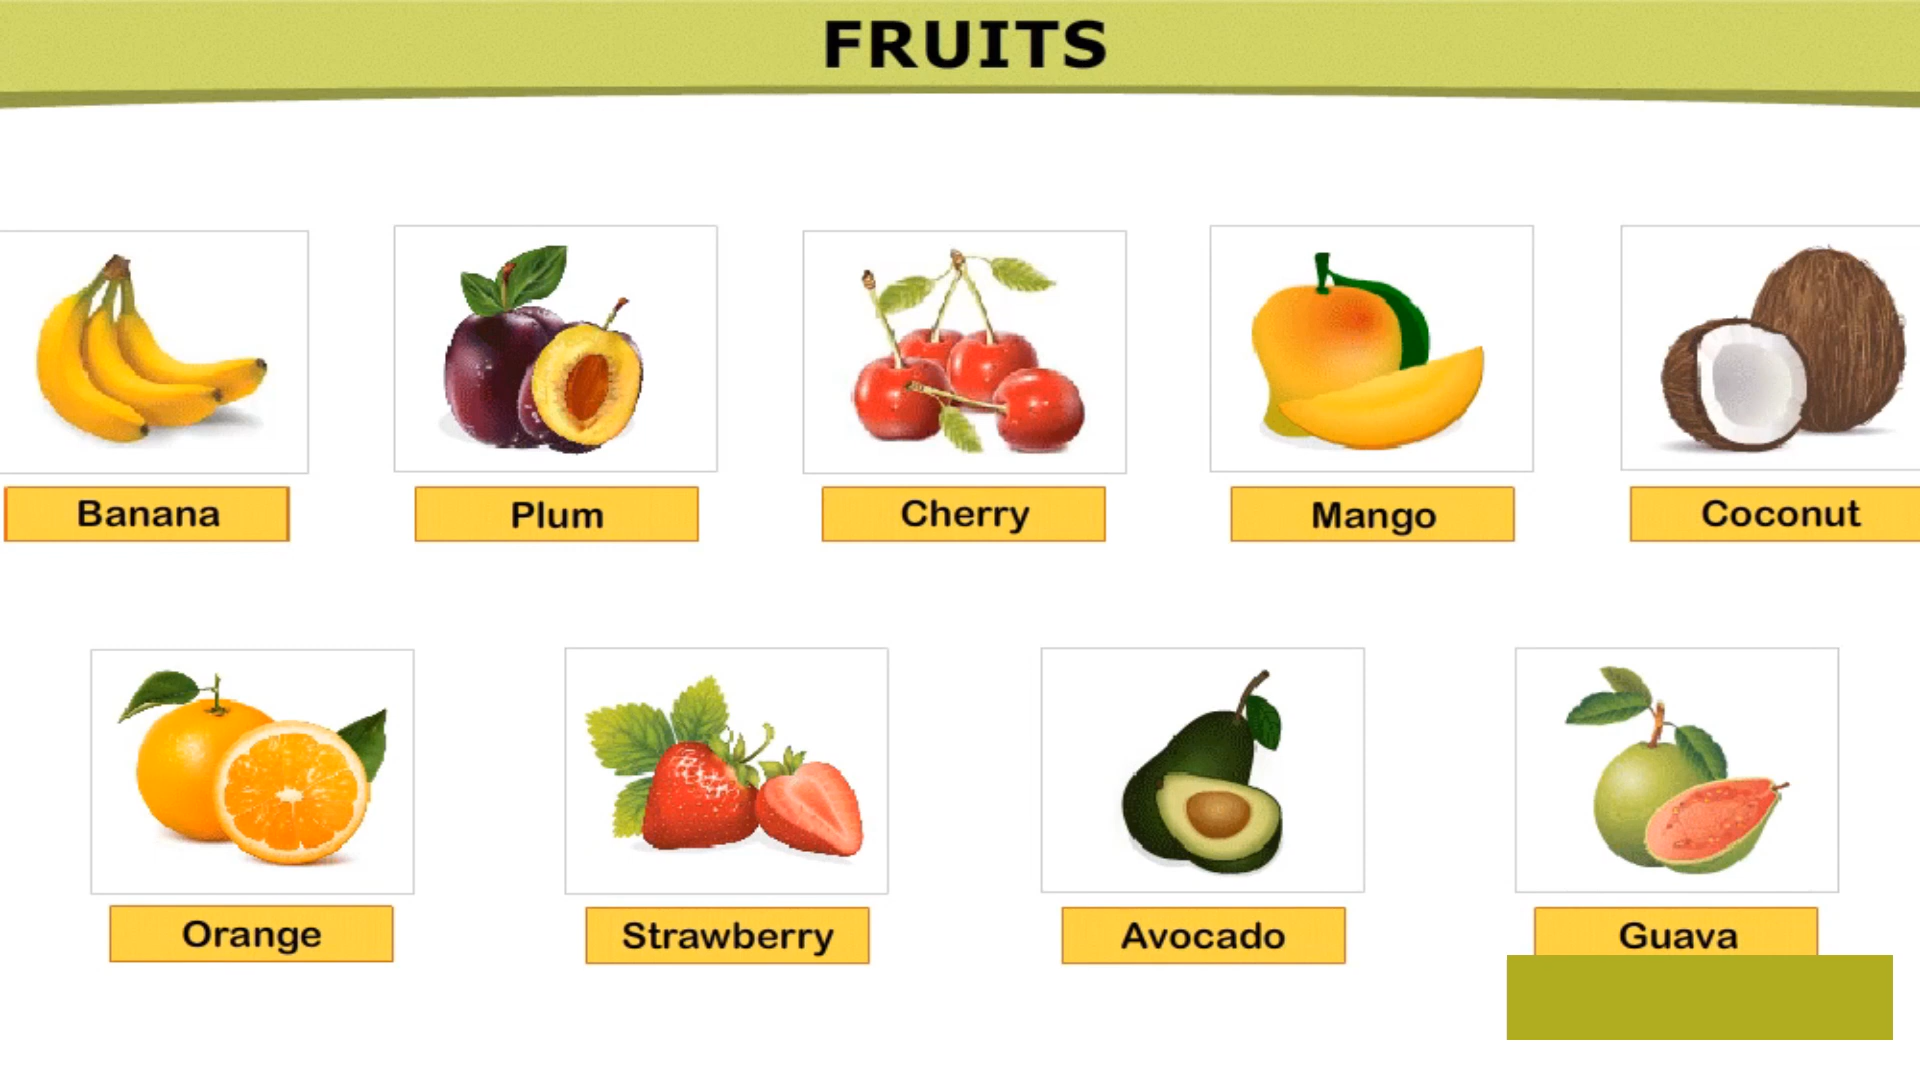 FRUITS
Banana
Plum
Cherry
Mango
Coconut
Orange
Strawberry
Avocado
Guava